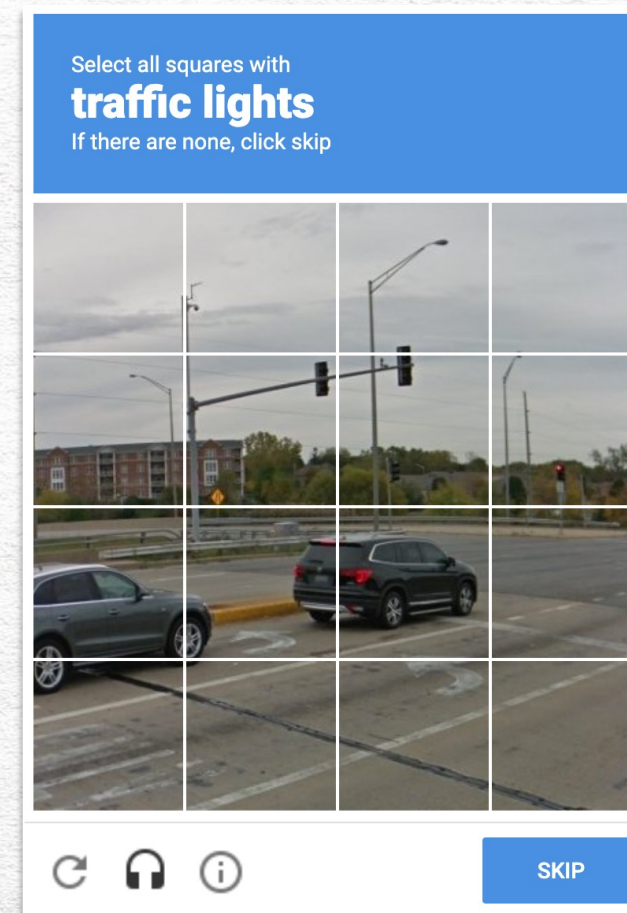 Select all squares with
traffic lights
If there are none, click skip
SKIP